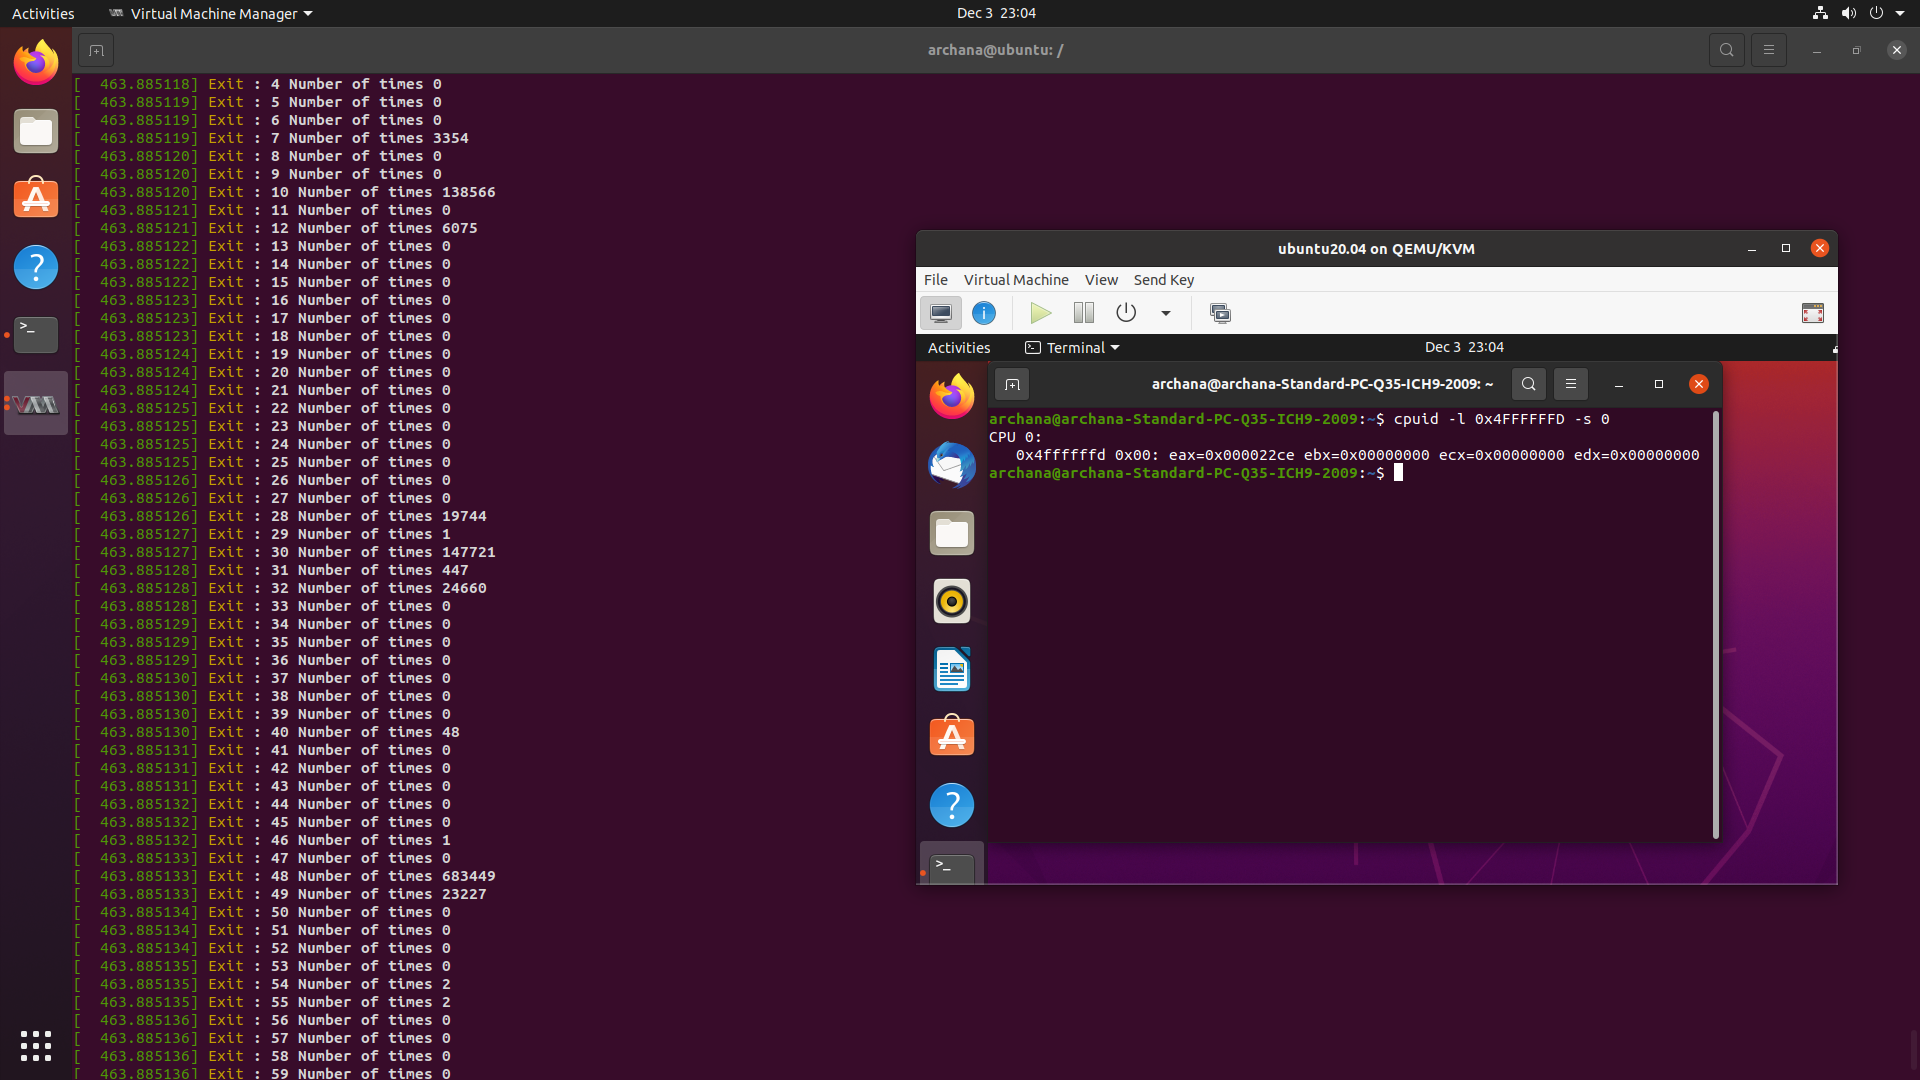 Activities Virtual Machine Manager Dec 3 23:04
archana@ubuntu: /
[  463.885118] Exit : 4 Number of times 0
[  463.885119] Exit : 5 Number of times 0
[  463.885119] Exit : 6 Number of times 0
[  463.885119] Exit : 7 Number of times 3354
[  463.885120] Exit : 8 Number of times 0
[  463.885120] Exit : 9 Number of times 0
[  463.885120] Exit : 10 Number of times 138566
[  463.885121] Exit : 11 Number of times 0
[  463.885121] Exit : 12 Number of times 6075
[  463.885122] Exit : 13 Number of times 0
[  463.885122] Exit : 14 Number of times 0
[  463.885122] Exit : 15 Number of times 0
[  463.885123] Exit : 16 Number of times 0
[  463.885123] Exit : 17 Number of times 0
[  463.885123] Exit : 18 Number of times 0
[  463.885124] Exit : 19 Number of times 0
[  463.885124] Exit : 20 Number of times 0
[  463.885124] Exit : 21 Number of times 0
[  463.885125] Exit : 22 Number of times 0
[  463.885125] Exit : 23 Number of times 0
[  463.885125] Exit : 24 Number of times 0
[  463.885125] Exit : 25 Number of times 0
[  463.885126] Exit : 26 Number of times 0
[  463.885126] Exit : 27 Number of times 0
[  463.885126] Exit : 28 Number of times 19744
[  463.885127] Exit : 29 Number of times 1
[  463.885127] Exit : 30 Number of times 147721
[  463.885128] Exit : 31 Number of times 447
[  463.885128] Exit : 32 Number of times 24660
[  463.885128] Exit : 33 Number of times 0
[  463.885129] Exit : 34 Number of times 0
[  463.885129] Exit : 35 Number of times 0
[  463.885129] Exit : 36 Number of times 0
[  463.885130] Exit : 37 Number of times 0
[  463.885130] Exit : 38 Number of times 0
[  463.885130] Exit : 39 Number of times 0
[  463.885130] Exit : 40 Number of times 48
[  463.885131] Exit : 41 Number of times 0
[  463.885131] Exit : 42 Number of times 0
[  463.885131] Exit : 43 Number of times 0
[  463.885132] Exit : 44 Number of times 0
[  463.885132] Exit : 45 Number of times 0
[  463.885132] Exit : 46 Number of times 1
[  463.885133] Exit : 47 Number of times 0
[  463.885133] Exit : 48 Number of times 683449
[  463.885133] Exit : 49 Number of times 23227
[  463.885134] Exit : 50 Number of times 0
[  463.885134] Exit : 51 Number of times 0
[  463.885134] Exit : 52 Number of times 0
[  463.885135] Exit : 53 Number of times 0
[  463.885135] Exit : 54 Number of times 2
[  463.885135] Exit : 55 Number of times 2
[  463.885136] Exit : 56 Number of times 0
[  463.885136] Exit : 57 Number of times 0
[  463.885136] Exit : 58 Number of times 0
[  463.885136] Exit : 59 Number of times 0
ubuntu20.04 on QEMU/KVM
File Virtual Machine View Send Key
Activities Terminal Dec 3 23:04
archana@archana-Standard-PC-Q35-ICH9-2009: ~
archana@archana-Standard-PC-Q35-ICH9-2009:~$ cpuid -l 0x4FFFFFFD -s 0
CPU 0:
   0x4ffffffd 0x00: eax=0x000022ce ebx=0x00000000 ecx=0x00000000 edx=0x00000000
archana@archana-Standard-PC-Q35-ICH9-2009:~$